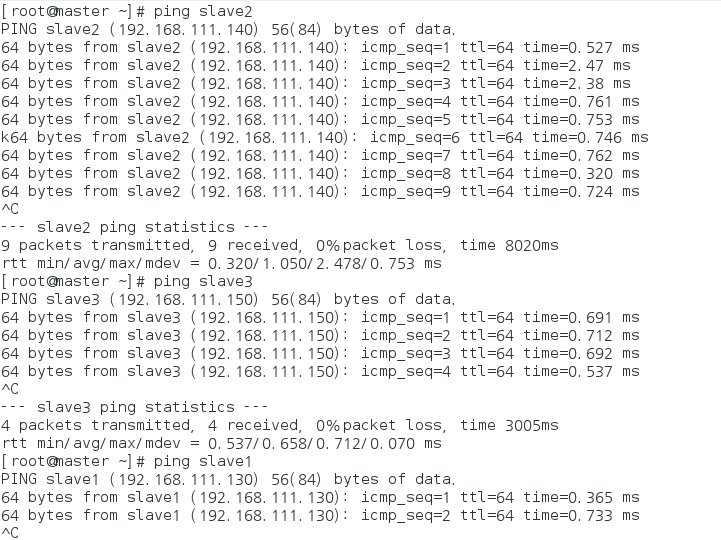 [root@master ~]# ping slave2
PING slave2 (192.168.111.140) 56(84) bytes of data.
64 bytes from slave2 (192.168.111.140): icmp_seq=1 ttl=64 time=0.527 ms
64 bytes from slave2 (192.168.111.140): icmp_seq=2 ttl=64 time=2.47 ms
64 bytes from slave2 (192.168.111.140): icmp_seq=3 ttl=64 time=2.38 ms
64 bytes from slave2 (192.168.111.140): icmp_seq=4 ttl=64 time=0.761 ms
64 bytes from slave2 (192.168.111.140): icmp_seq=5 ttl=64 time=0.753 ms
k64 bytes from slave2 (192.168.111.140): icmp_seq=6 ttl=64 time=0.746 ms
64 bytes from slave2 (192.168.111.140): icmp_seq=7 ttl=64 time=0.762 ms
64 bytes from slave2 (192.168.111.140): icmp_seq=8 ttl=64 time=0.320 ms
64 bytes from slave2 (192.168.111.140): icmp_seq=9 ttl=64 time=0.724 ms
^C
--- slave2 ping statistics ---
9 packets transmitted, 9 received, 0% packet loss, time 8020ms
rtt min/avg/max/mdev = 0.320/1.050/2.478/0.753 ms
[root@master ~]# ping slave3
PING slave3 (192.168.111.150) 56(84) bytes of data.
64 bytes from slave3 (192.168.111.150): icmp_seq=1 ttl=64 time=0.691 ms
64 bytes from slave3 (192.168.111.150): icmp_seq=2 ttl=64 time=0.712 ms
64 bytes from slave3 (192.168.111.150): icmp_seq=3 ttl=64 time=0.692 ms
64 bytes from slave3 (192.168.111.150): icmp_seq=4 ttl=64 time=0.537 ms
^C
--- slave3 ping statistics ---
4 packets transmitted, 4 received, 0% packet loss, time 3005ms
rtt min/avg/max/mdev = 0.537/0.658/0.712/0.070 ms
[root@master ~]# ping slave1
PING slave1 (192.168.111.130) 56(84) bytes of data.
64 bytes from slave1 (192.168.111.130): icmp_seq=1 ttl=64 time=0.365 ms
64 bytes from slave1 (192.168.111.130): icmp_seq=2 ttl=64 time=0.733 ms
^C